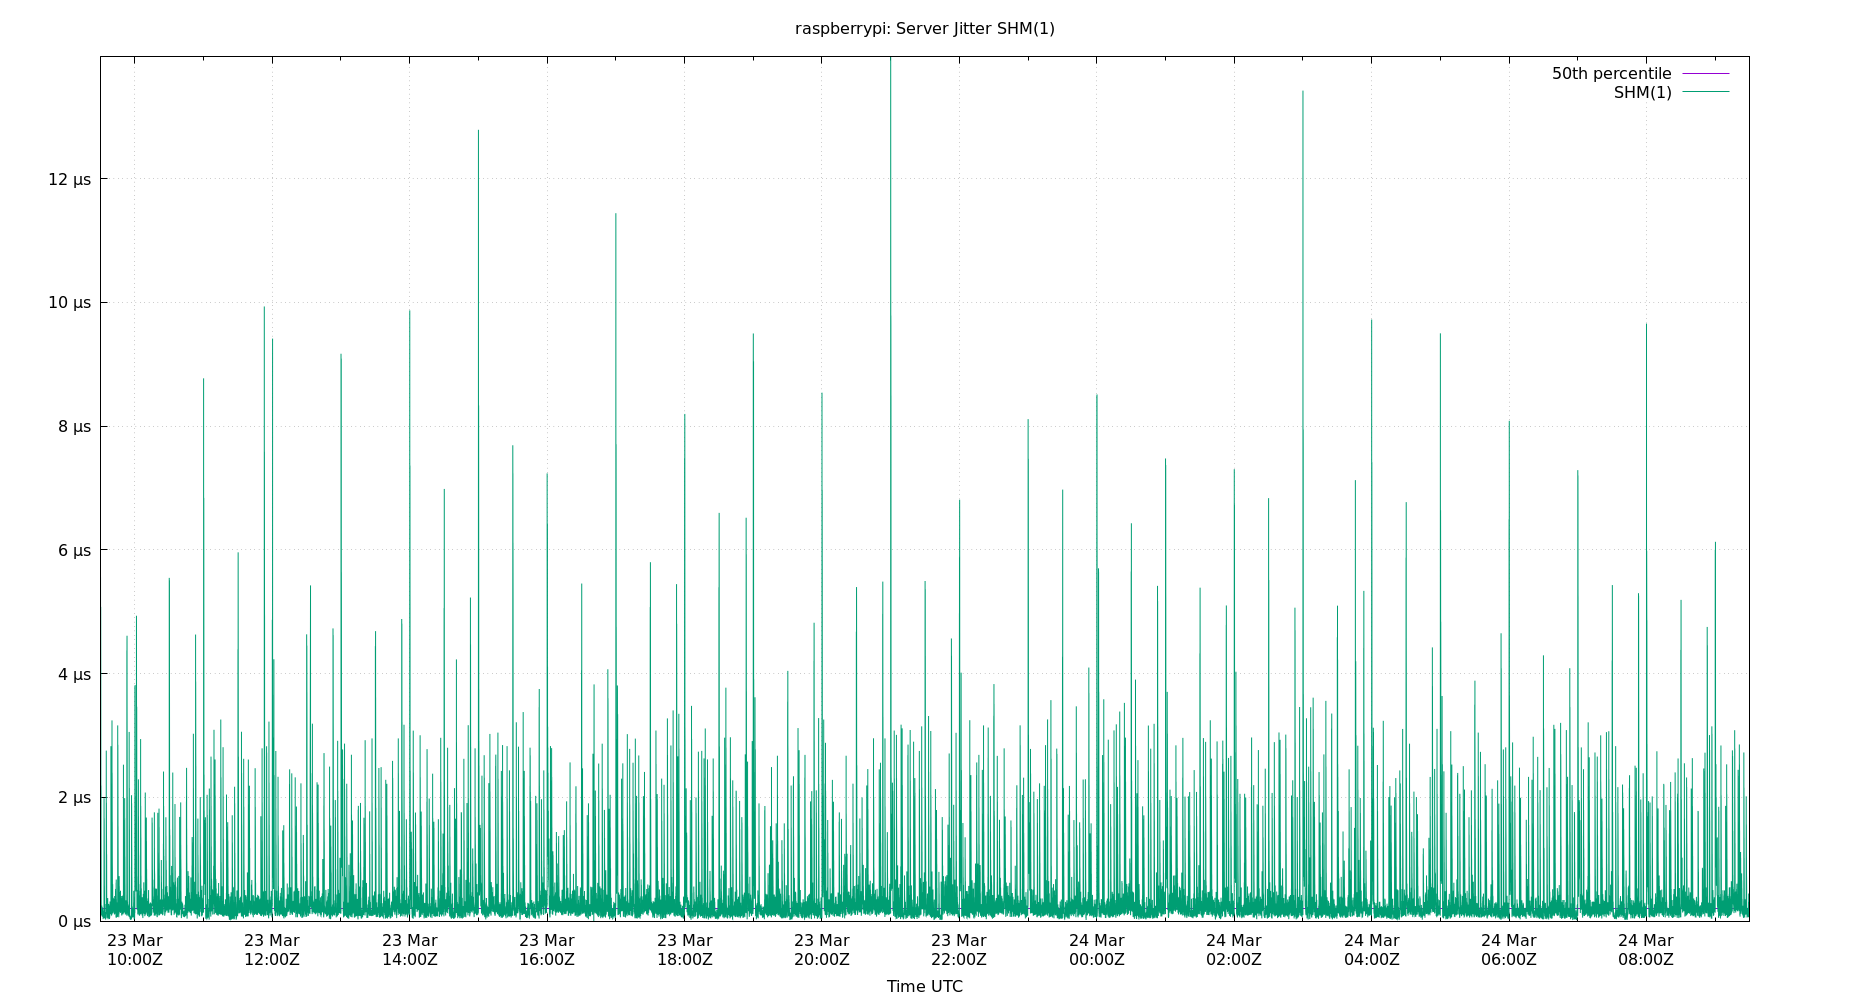 raspberrypi: Server Jitter SHM(1)
50th percentile
SHM(1)
12 µs
10 µs
8 µs
6 µs
4 µs
2 µs
0 µs
23 Mar 23 Mar 23 Mar 23 Mar 23 Mar 23 Mar 23 Mar 24 Mar 24 Mar 24 Mar 24 Mar 24 Mar
10:00Z 12:00Z 14:00Z 16:00Z 18:00Z 20:00Z 22:00Z 00:00Z 02:00Z 04:00Z 06:00Z 08:00Z
Time UTC